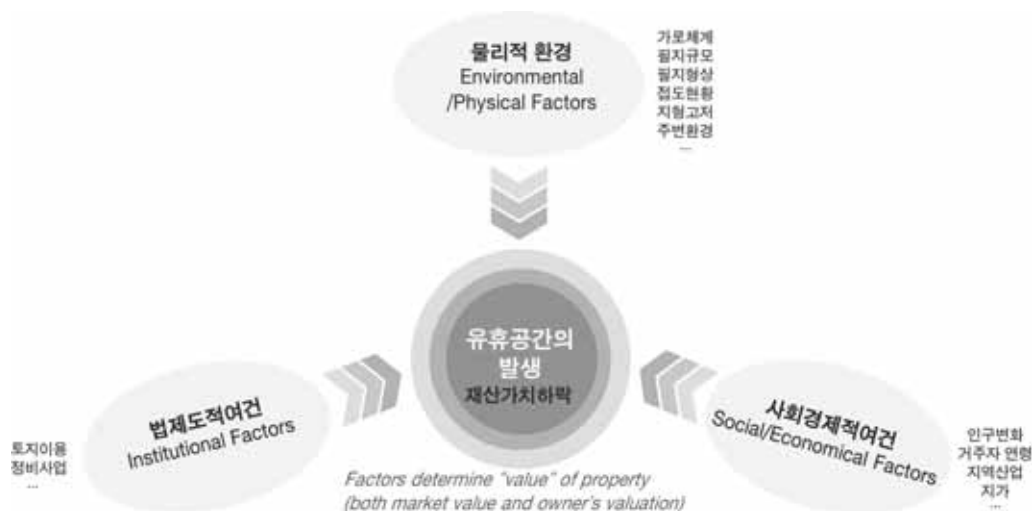 물리적 환경
Environmental
/Physical Factors
가로체계
필지규모
필지형상
접도현황
지형고저
주변환경
...
유휴공간의
발생
재산가치하락
법제도적여건
Institutional Factors
토지이용
정비사업
...
사회경제적여건
Social/Economical Factors
인구변화
거주자 연령
지역산업
지가
...
Factors determine "value" of property
(both market value and owner's valuation)